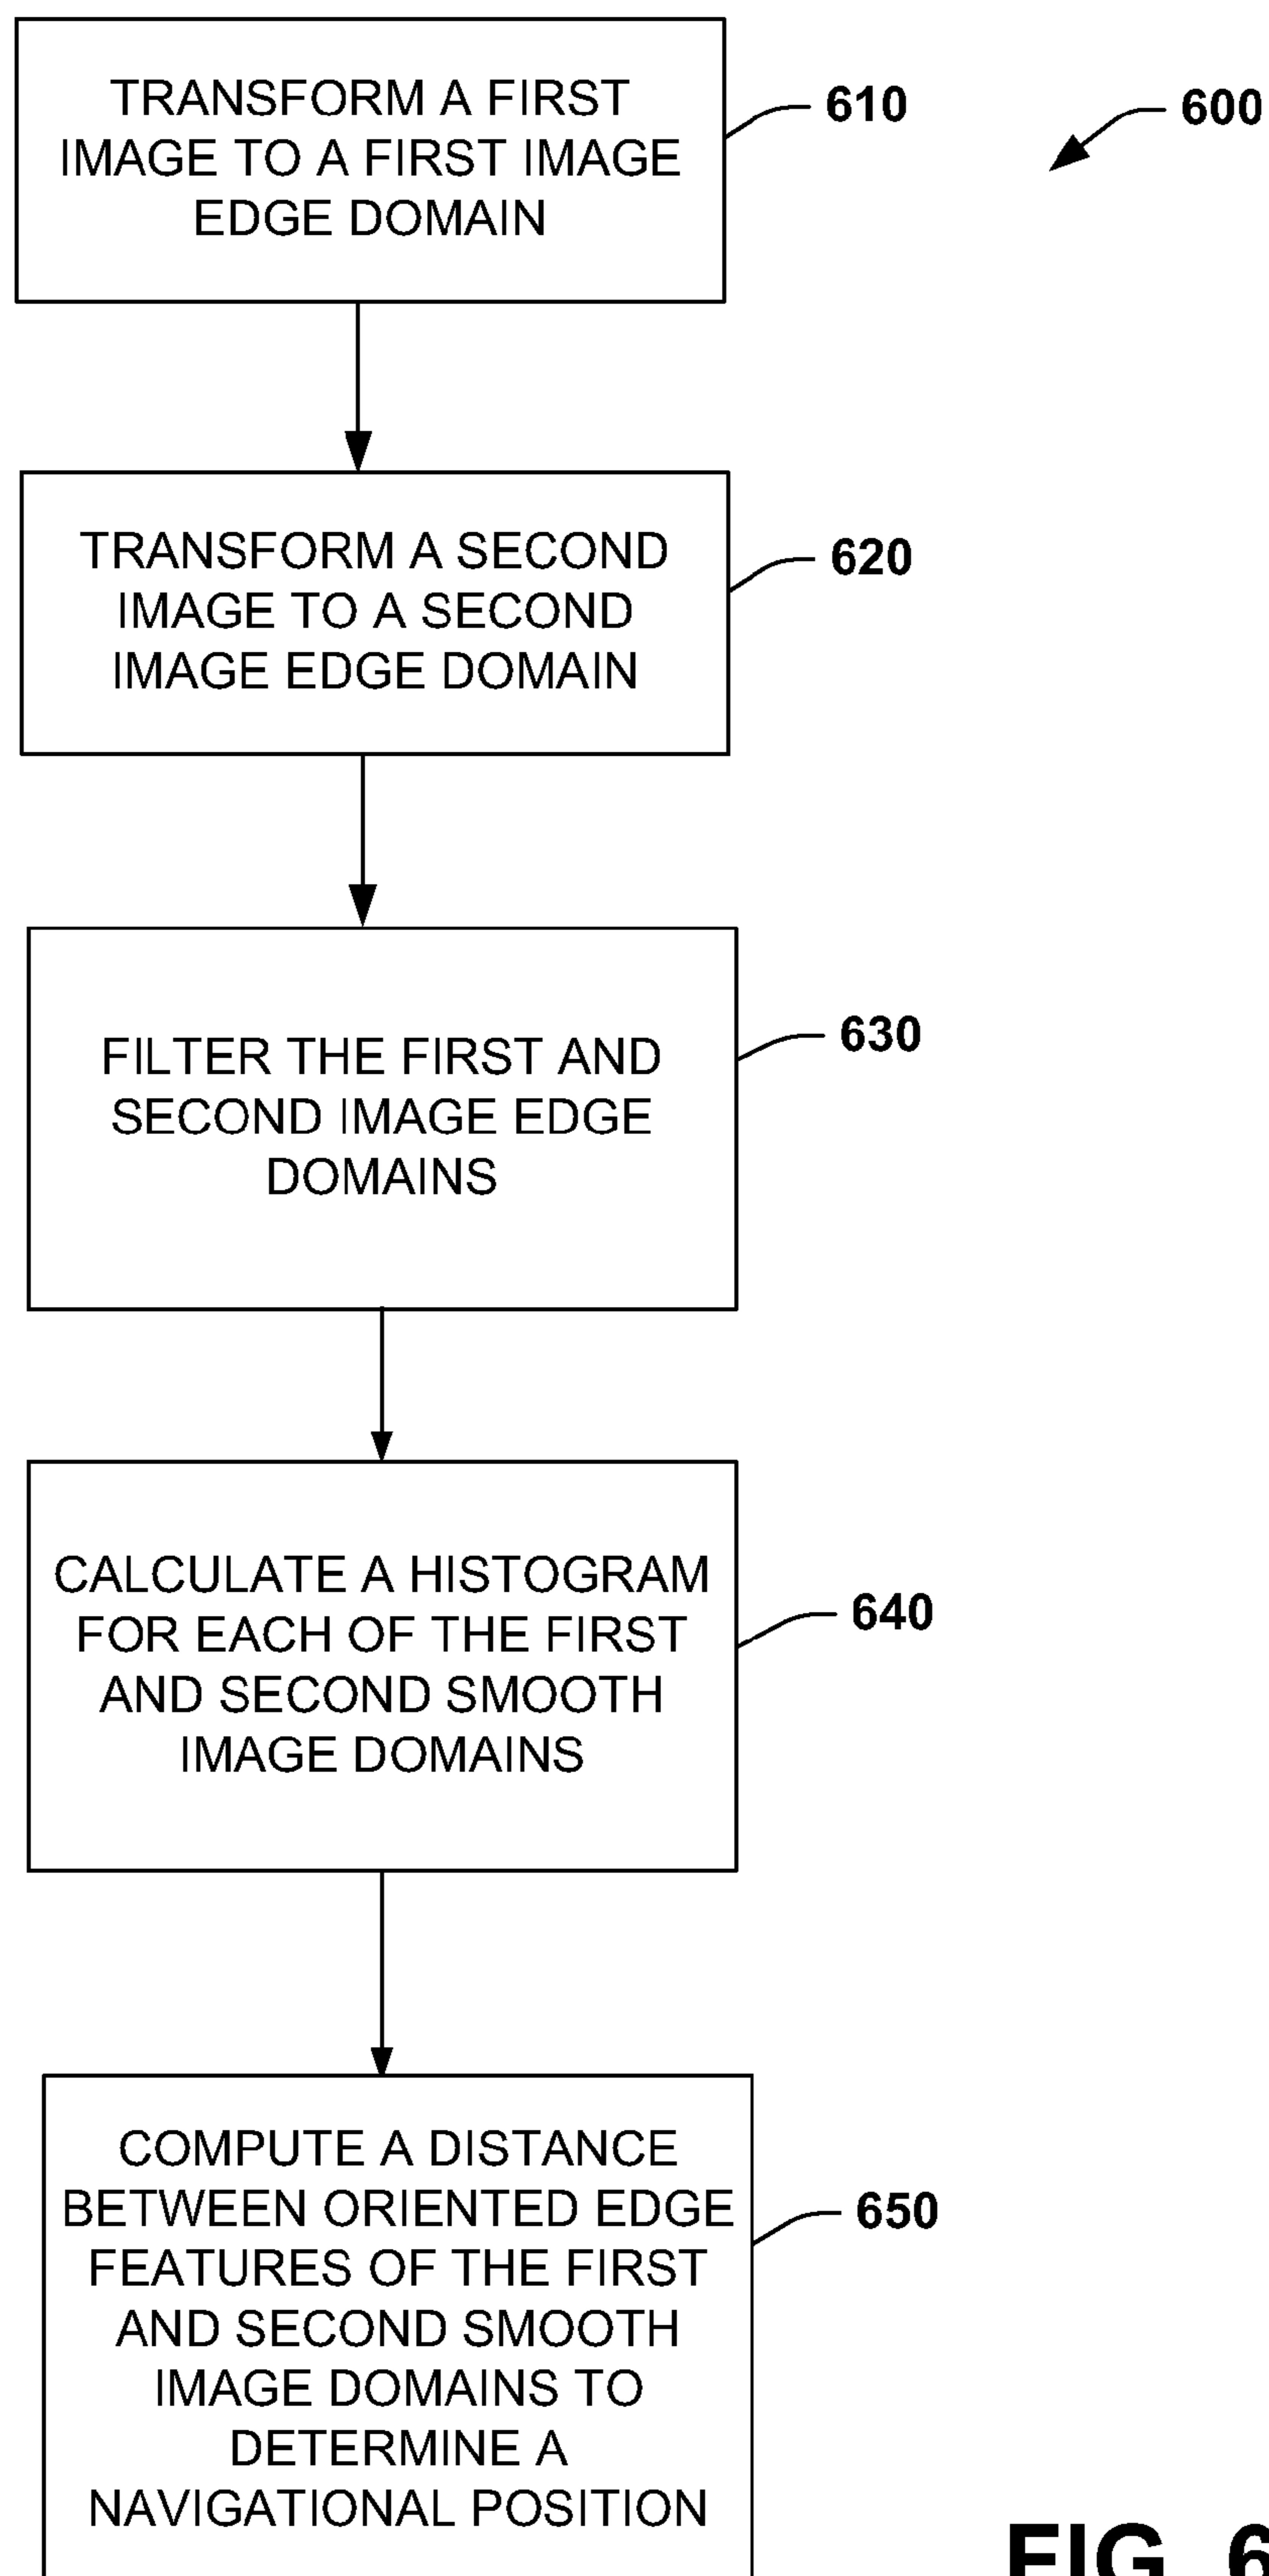 TRANSFORM A FIRST
IMAGE TO A FIRST IMAGE
EDGE DOMAIN
610
600
TRANSFORM A SECOND
IMAGE TO A SECOND
IMAGE EDGE DOMAIN
620
FILTER THE FIRST AND
SECOND IMAGE EDGE
DOMAINS
630
CALCULATE A HISTOGRAM
FOR EACH OF THE FIRST
AND SECOND SMOOTH
IMAGE DOMAINS
640
COMPUTE A DISTANCE
BETWEEN ORIENTED EDGE
FEATURES OF THE FIRST
AND SECOND SMOOTH
IMAGE DOMAINS TO
DETERMINE A
NAVIGATIONAL POSITION
650
FIG. 6